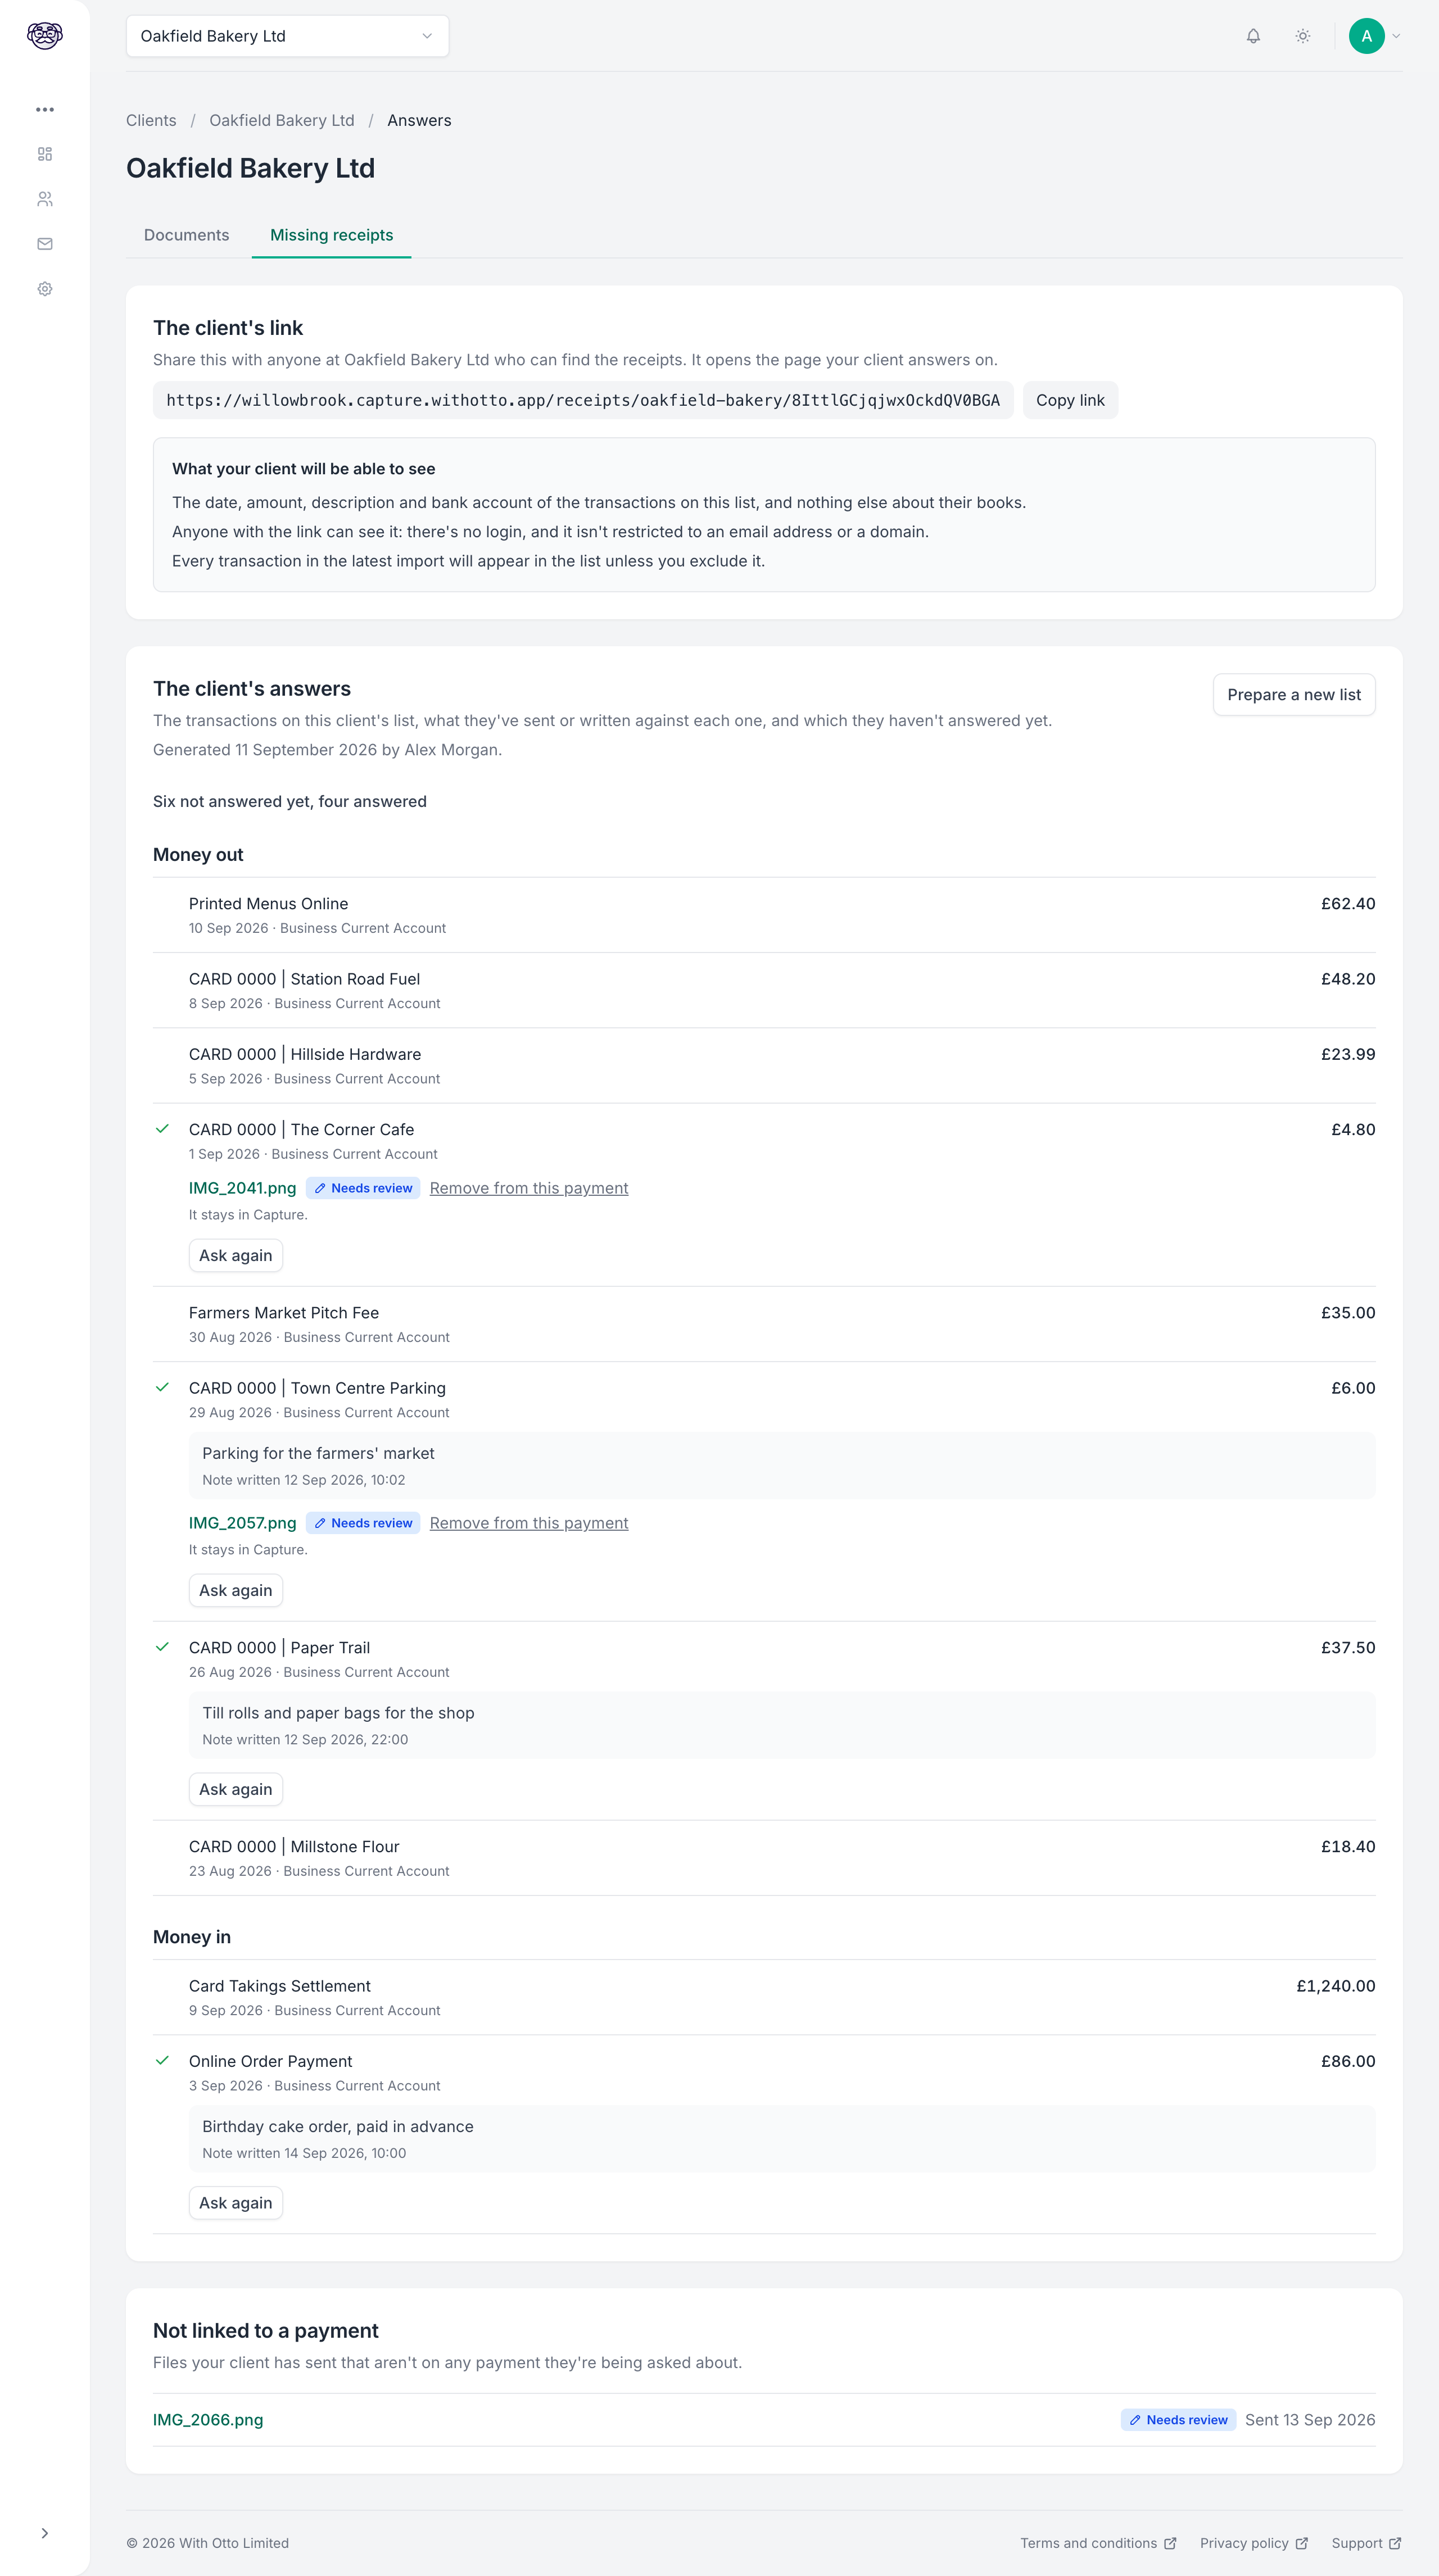 Oakfield Bakery Ltd
A
Clients / Oakfield Bakery Ltd / Answers
Oakfield Bakery Ltd
Documents
Missing receipts
The client's link
Share this with anyone at Oakfield Bakery Ltd who can find the receipts. It opens the page your client answers on.
https://willowbrook.capture.withotto.app/receipts/oakfield-bakery/8IttlGCjqjwxOckdQV0BGA
Copy link
What your client will be able to see
The date, amount, description and bank account of the transactions on this list, and nothing else about their books.
Anyone with the link can see it: there's no login, and it isn't restricted to an email address or a domain.
Every transaction in the latest import will appear in the list unless you exclude it.
The client's answers
Prepare a new list
The transactions on this client's list, what they've sent or written against each one, and which they haven't answered yet.
Generated 11 September 2026 by Alex Morgan.
Six not answered yet, four answered
Money out
Printed Menus Online £62.40
10 Sep 2026 · Business Current Account
CARD 0000 | Station Road Fuel £48.20
8 Sep 2026 · Business Current Account
CARD 0000 | Hillside Hardware £23.99
5 Sep 2026 · Business Current Account
CARD 0000 | The Corner Cafe £4.80
1 Sep 2026 · Business Current Account
IMG_2041.png Needs review Remove from this payment
It stays in Capture.
Ask again
Farmers Market Pitch Fee £35.00
30 Aug 2026 · Business Current Account
CARD 0000 | Town Centre Parking £6.00
29 Aug 2026 · Business Current Account
Parking for the farmers' market
Note written 12 Sep 2026, 10:02
IMG_2057.png Needs review Remove from this payment
It stays in Capture.
Ask again
CARD 0000 | Paper Trail £37.50
26 Aug 2026 · Business Current Account
Till rolls and paper bags for the shop
Note written 12 Sep 2026, 22:00
Ask again
CARD 0000 | Millstone Flour £18.40
23 Aug 2026 · Business Current Account
Money in
Card Takings Settlement £1,240.00
9 Sep 2026 · Business Current Account
Online Order Payment £86.00
3 Sep 2026 · Business Current Account
Birthday cake order, paid in advance
Note written 14 Sep 2026, 10:00
Ask again
Not linked to a payment
Files your client has sent that aren't on any payment they're being asked about.
IMG_2066.png Needs review Sent 13 Sep 2026
© 2026 With Otto Limited Terms and conditions Privacy policy Support